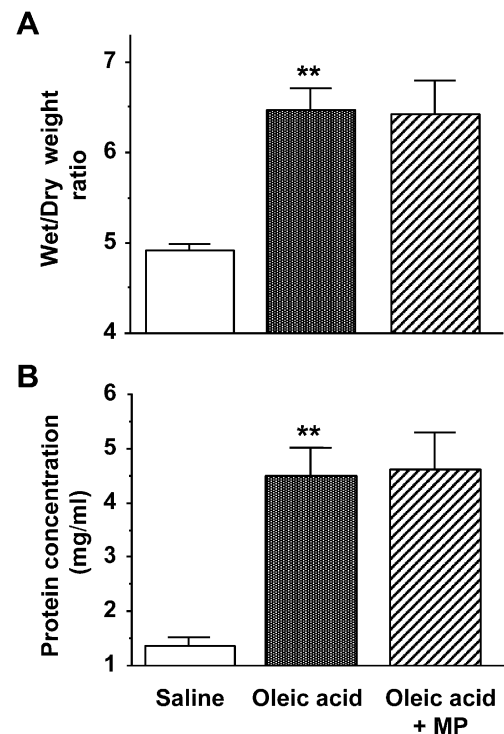 A
7
**
6
5
4
Wet/Dry weight
ratio
B
6
**
5
4
3
2
1
Protein concentration
(mg/ml)
Saline
Oleic acid
Oleic acid
+ MP